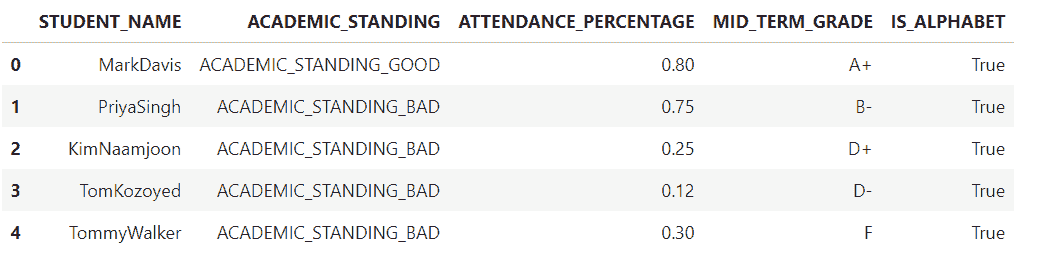 STUDENT_NAME ACADEMIC_STANDING ATTENDANCE_PERCENTAGE MID_TERM_GRADE IS_ALPHABET
0 MarkDavis ACADEMIC_STANDING_GOOD 0.80 A+ True
1 PriyaSingh ACADEMIC_STANDING_BAD 0.75 B- True
2 KimNaamjoon ACADEMIC_STANDING_BAD 0.25 D+ True
3 TomKozoyed ACADEMIC_STANDING_BAD 0.12 D- True
4 TommyWalker ACADEMIC_STANDING_BAD 0.30 F True